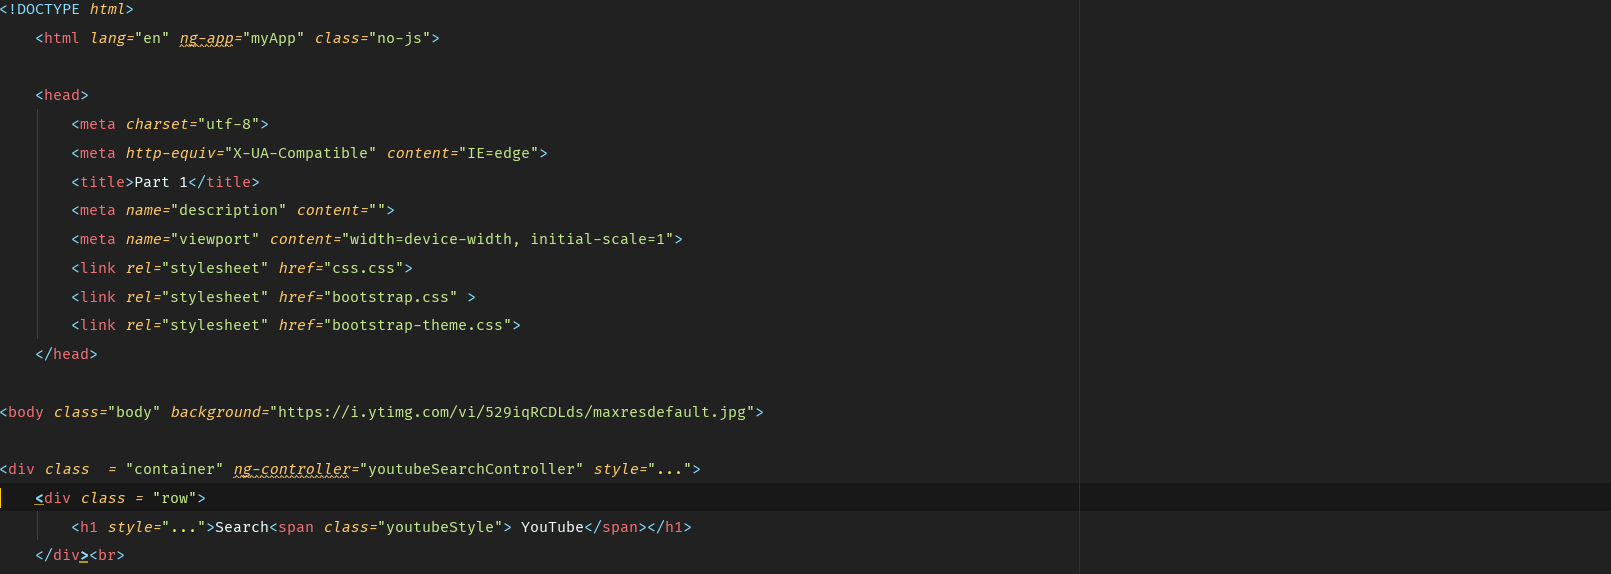 <!DOCTYPE html>
<html lang="en" ng-app="myApp" class="no-js">
<head>
<meta charset="utf-8">
<meta http-equiv="X-UA-Compatible" content="IE=edge">
<title>Part 1</title>
<meta name="description" content="">
<meta name="viewport" content="width=device-width, initial-scale=1">
<link rel="stylesheet" href="css.css">
<link rel="stylesheet" href="bootstrap.css" >
<link rel="stylesheet" href="bootstrap-theme.css">
</head>
<body class="body" background="https://i.ytimg.com/vi/529iqRCDLds/maxresdefault.jpg">
<div class  = "container" ng-controller="youtubeSearchController" style="...">
<div class = "row">
<h1 style="...">Search<span class="youtubeStyle"> YouTube</span></h1>
</div><br>